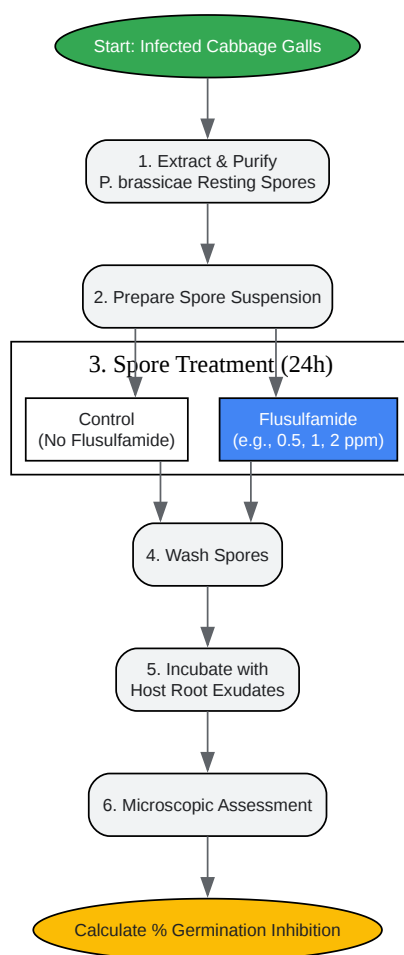 Start: Infected Cabbage Galls
1. Extract & Purify
P. brassicae Resting Spores
2. Prepare Spore Suspension
3. Spore Treatment (24h)
Control
(No Flusulfamide)
Flusulfamide
(e.g., 0.5, 1, 2 ppm)
4. Wash Spores
5. Incubate with
Host Root Exudates
6. Microscopic Assessment
Calculate % Germination Inhibition